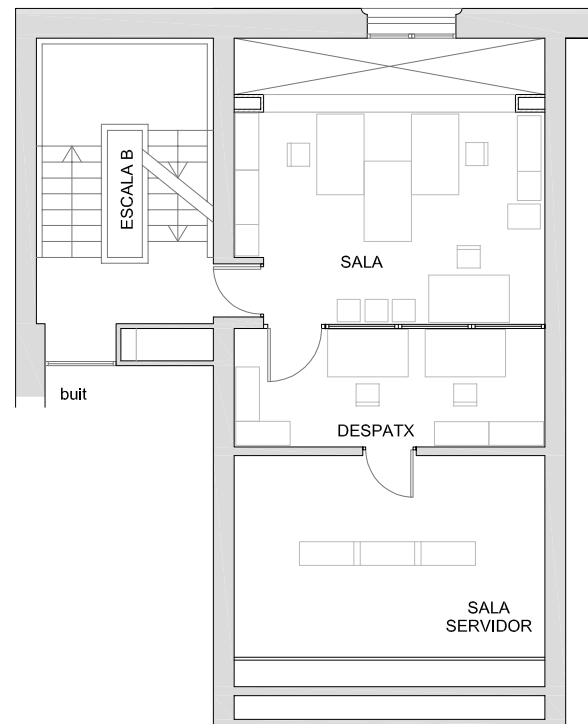 ESCALA B
SALA
buit
DESPATX
SALA
SERVIDOR